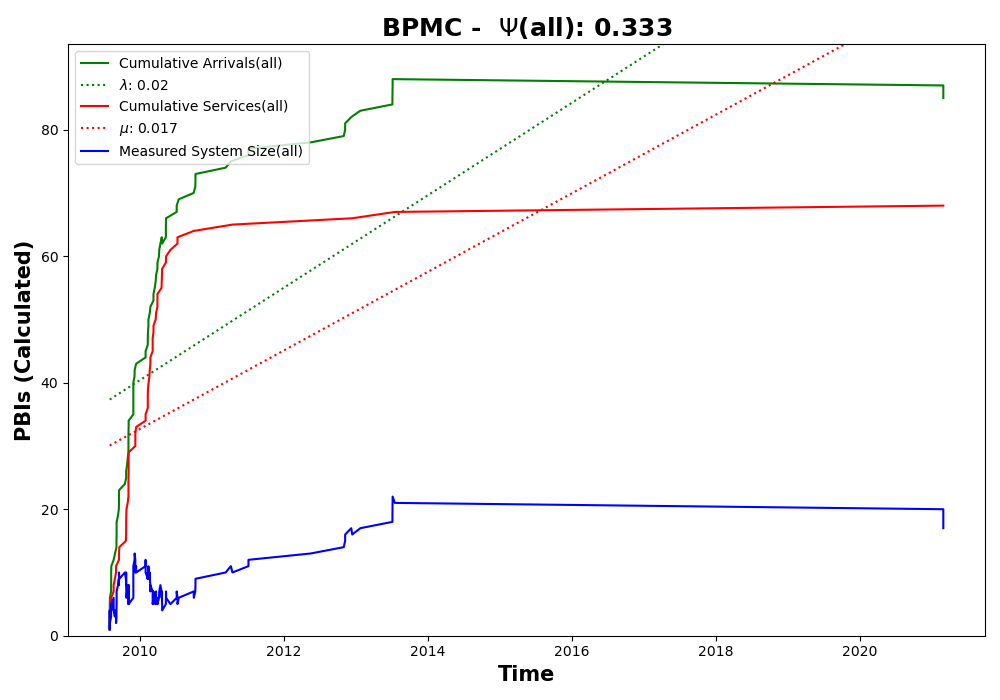 BPMC - Ψ(all): 0.333
Cumulative Arrivals(all)
λ: 0.02
Cumulative Services(all)
μ: 0.017
Measured System Size(all)
PBIs (Calculated)
80
60
40
20
0
2010 2012 2014 2016 2018 2020
Time